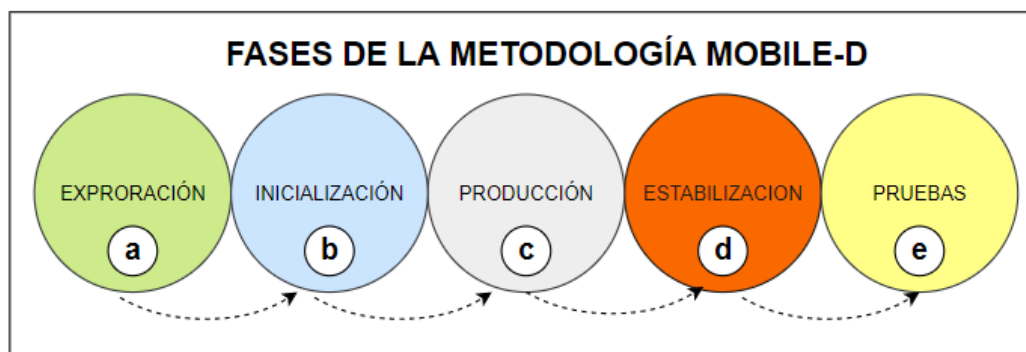 FASES DE LA METODOLOGÍA MOBILE-D
EXPRORACIÓN
INICIALIZACIÓN
PRODUCCIÓN
ESTABILIZACION
PRUEBAS
a
b
c
d
e